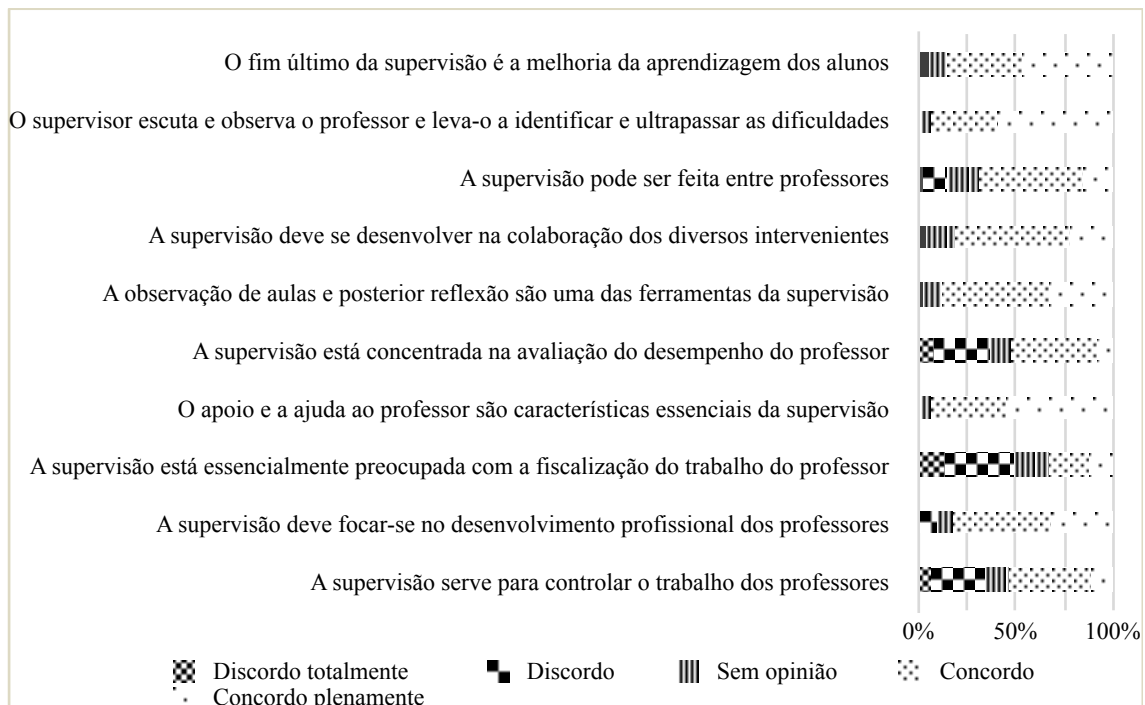 O fim último da supervisão é a melhoria da aprendizagem dos alunos
O supervisor escuta e observa o professor e leva-o a identificar e ultrapassar as dificuldades
A supervisão pode ser feita entre professores
A supervisão deve se desenvolver na colaboração dos diversos intervenientes
A observação de aulas e posterior reflexão são uma das ferramentas da supervisão
A supervisão está concentrada na avaliação do desempenho do professor
O apoio e a ajuda ao professor são características essenciais da supervisão
A supervisão está essencialmente preocupada com a fiscalização do trabalho do professor
A supervisão deve focar-se no desenvolvimento profissional dos professores
A supervisão serve para controlar o trabalho dos professores
0% 50% 100%
Discordo totalmente Discordo Sem opinião Concordo
Concordo plenamente